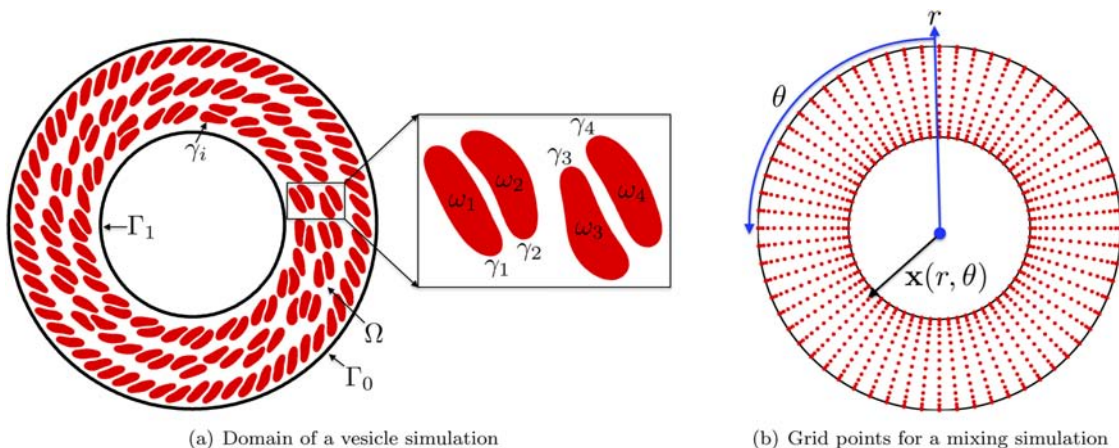 γᵢ
Γ₁
Ω
Γ₀
ω₁
ω₂
ω₃
ω₄
γ₁
γ₂
γ₃
γ₄
(a) Domain of a vesicle simulation
r
θ
x(r, θ)
(b) Grid points for a mixing simulation